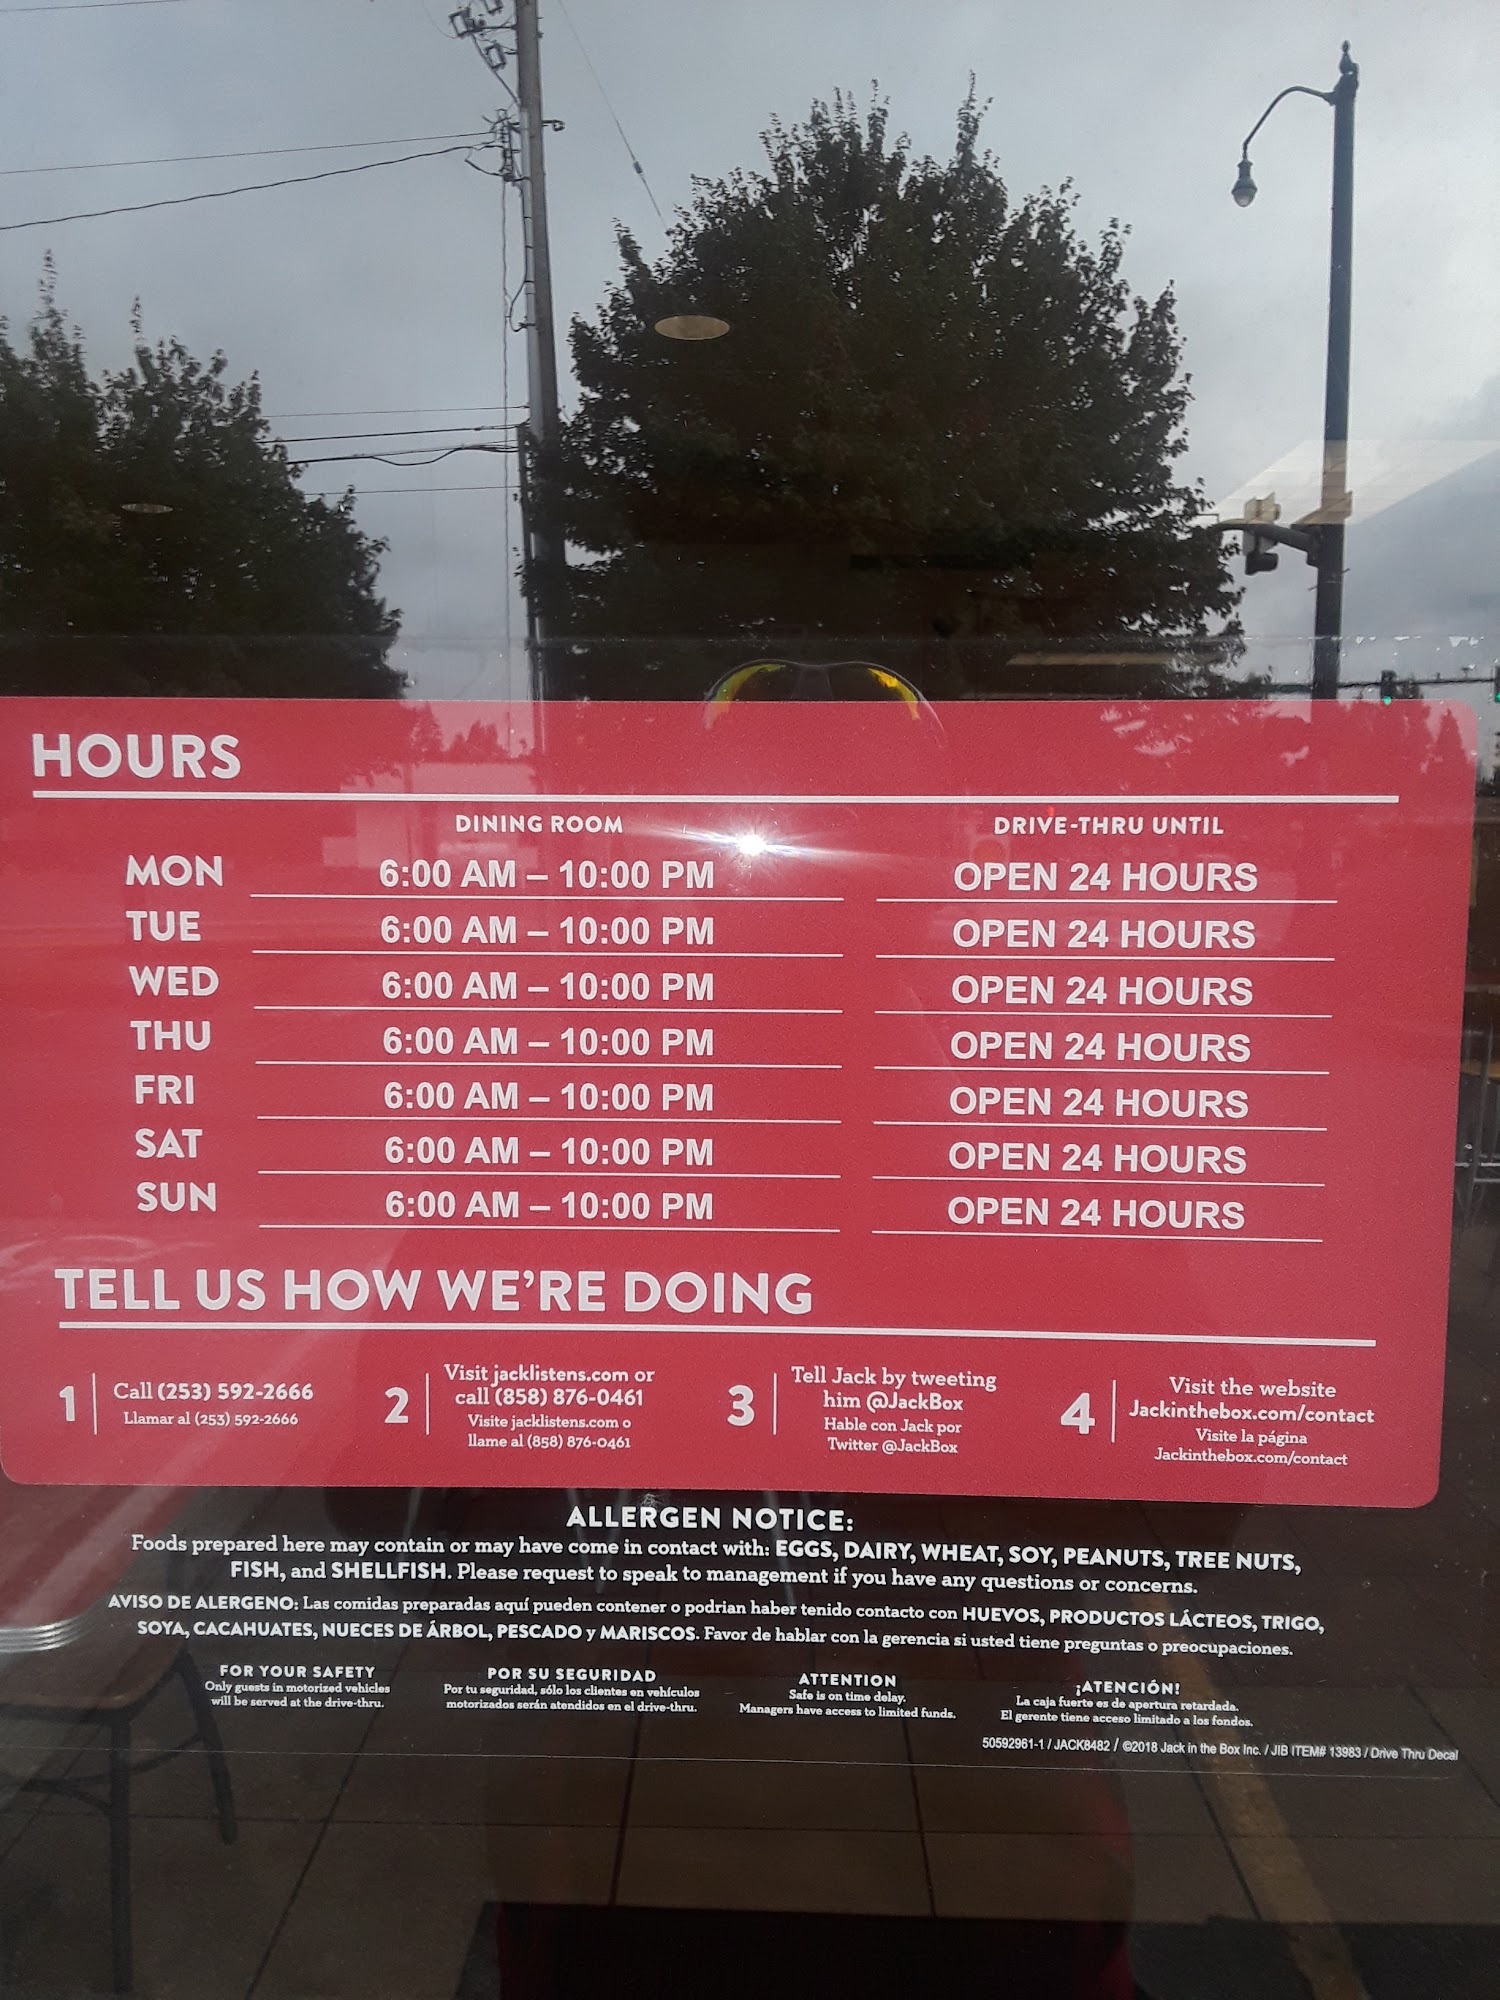 HOURS
DINING ROOM DRIVE-THRU UNTIL
MON 6:00 AM – 10:00 PM OPEN 24 HOURS
TUE 6:00 AM – 10:00 PM OPEN 24 HOURS
WED 6:00 AM – 10:00 PM OPEN 24 HOURS
THU 6:00 AM – 10:00 PM OPEN 24 HOURS
FRI 6:00 AM – 10:00 PM OPEN 24 HOURS
SAT 6:00 AM – 10:00 PM OPEN 24 HOURS
SUN 6:00 AM – 10:00 PM OPEN 24 HOURS
TELL US HOW WE'RE DOING
1
Call (253) 592-2666
Llamar al (253) 592-2666
2
Visit jacklistens.com or
call (858) 876-0461
Visite jacklistens.com o
llame al (858) 876-0461
3
Tell Jack by tweeting
him @JackBox
Hable con Jack por
Twitter @JackBox
4
Visit the website
Jackinthebox.com/contact
Visite la página
Jackinthebox.com/contact
ALLERGEN NOTICE:
Foods prepared here may contain or may have come in contact with: EGGS, DAIRY, WHEAT, SOY, PEANUTS, TREE NUTS,
FISH, and SHELLFISH. Please request to speak to management if you have any questions or concerns.
AVISO DE ALERGENO: Las comidas preparadas aquí pueden contener o podrian haber tenido contacto con HUEVOS, PRODUCTOS LÁCTEOS, TRIGO,
SOYA, CACAHUATES, NUECES DE ÁRBOL, PESCADO y MARISCOS. Favor de hablar con la gerencia si usted tiene preguntas o preocupaciones.
FOR YOUR SAFETY
Only guests in motorized vehicles
will be served at the drive-thru.
POR SU SEGURIDAD
Por tu seguridad, sólo los clientes en vehículos
motorizados serán atendidos en el drive-thru.
ATTENTION
Safe is on time delay.
Managers have access to limited funds.
¡ATENCIÓN!
La caja fuerte es de apertura retardada.
El gerente tiene acceso limitado a los fondos.
50592961-1 / JACK8482 / ©2018 Jack in the Box Inc. / JIB ITEM# 13983 / Drive Thru Decal